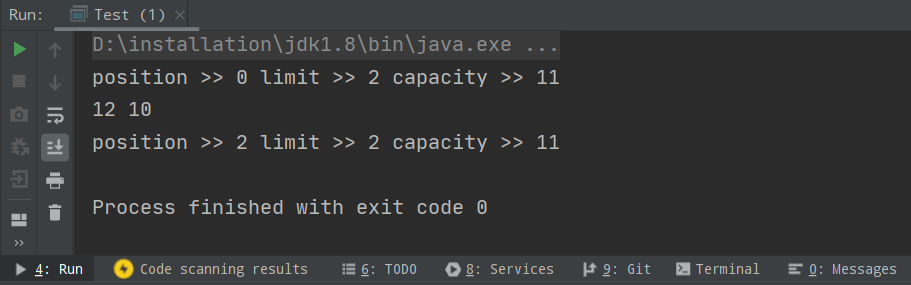 Run: Test (1) ×
D:\installation\jdk1.8\bin\java.exe ...
position >> 0 limit >> 2 capacity >> 11
12 10
position >> 2 limit >> 2 capacity >> 11
Process finished with exit code 0
»
4: Run Code scanning results 6: TODO 8: Services 9: Git Terminal 0: Messages